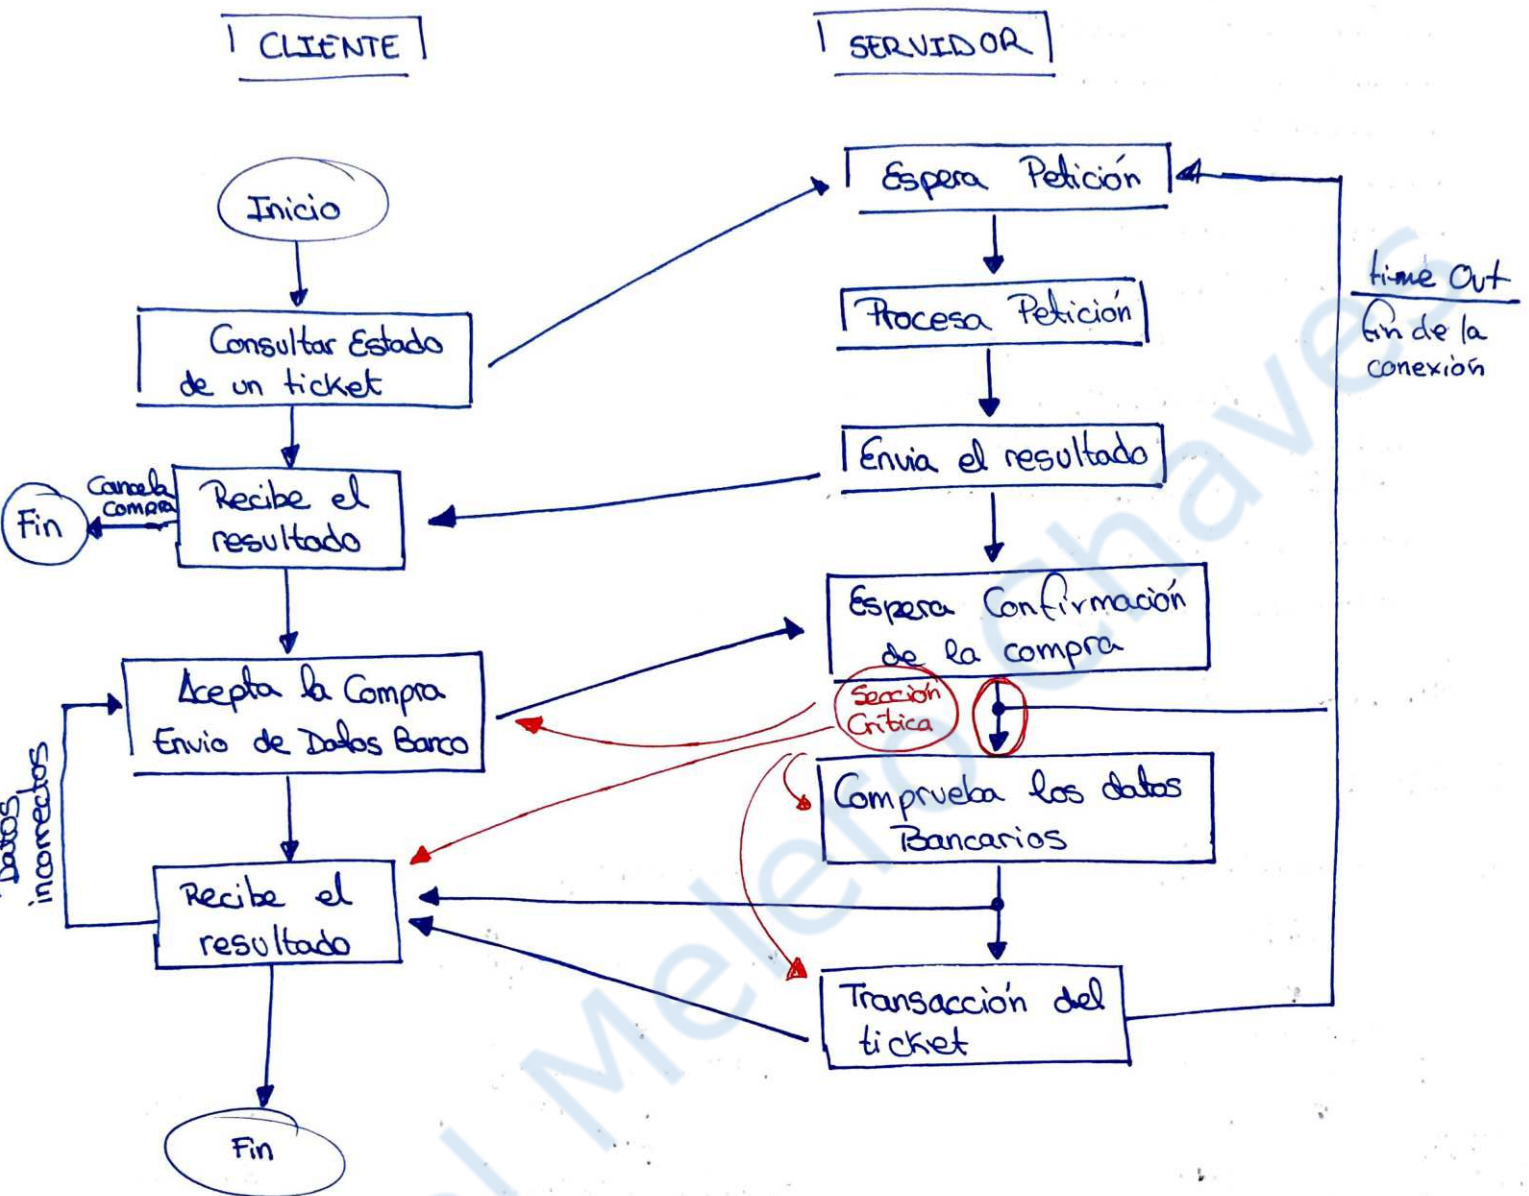 CLIENTE
SERVIDOR
Inicio
Espera Petición
Procesa Petición
time Out
fin de la
conexión
Consultar Estado
de un ticket
Envia el resultado
Cancela
compra
Fin
Recibe el
resultado
Espera Confirmación
de la compra
Sección
Crítica
Acepta la Compra
Envio de Datos Banco
Comprueba los datos
Bancarios
Datos
incorrectos
Recibe el
resultado
Transacción del
ticket
Fin
Melero Chaves